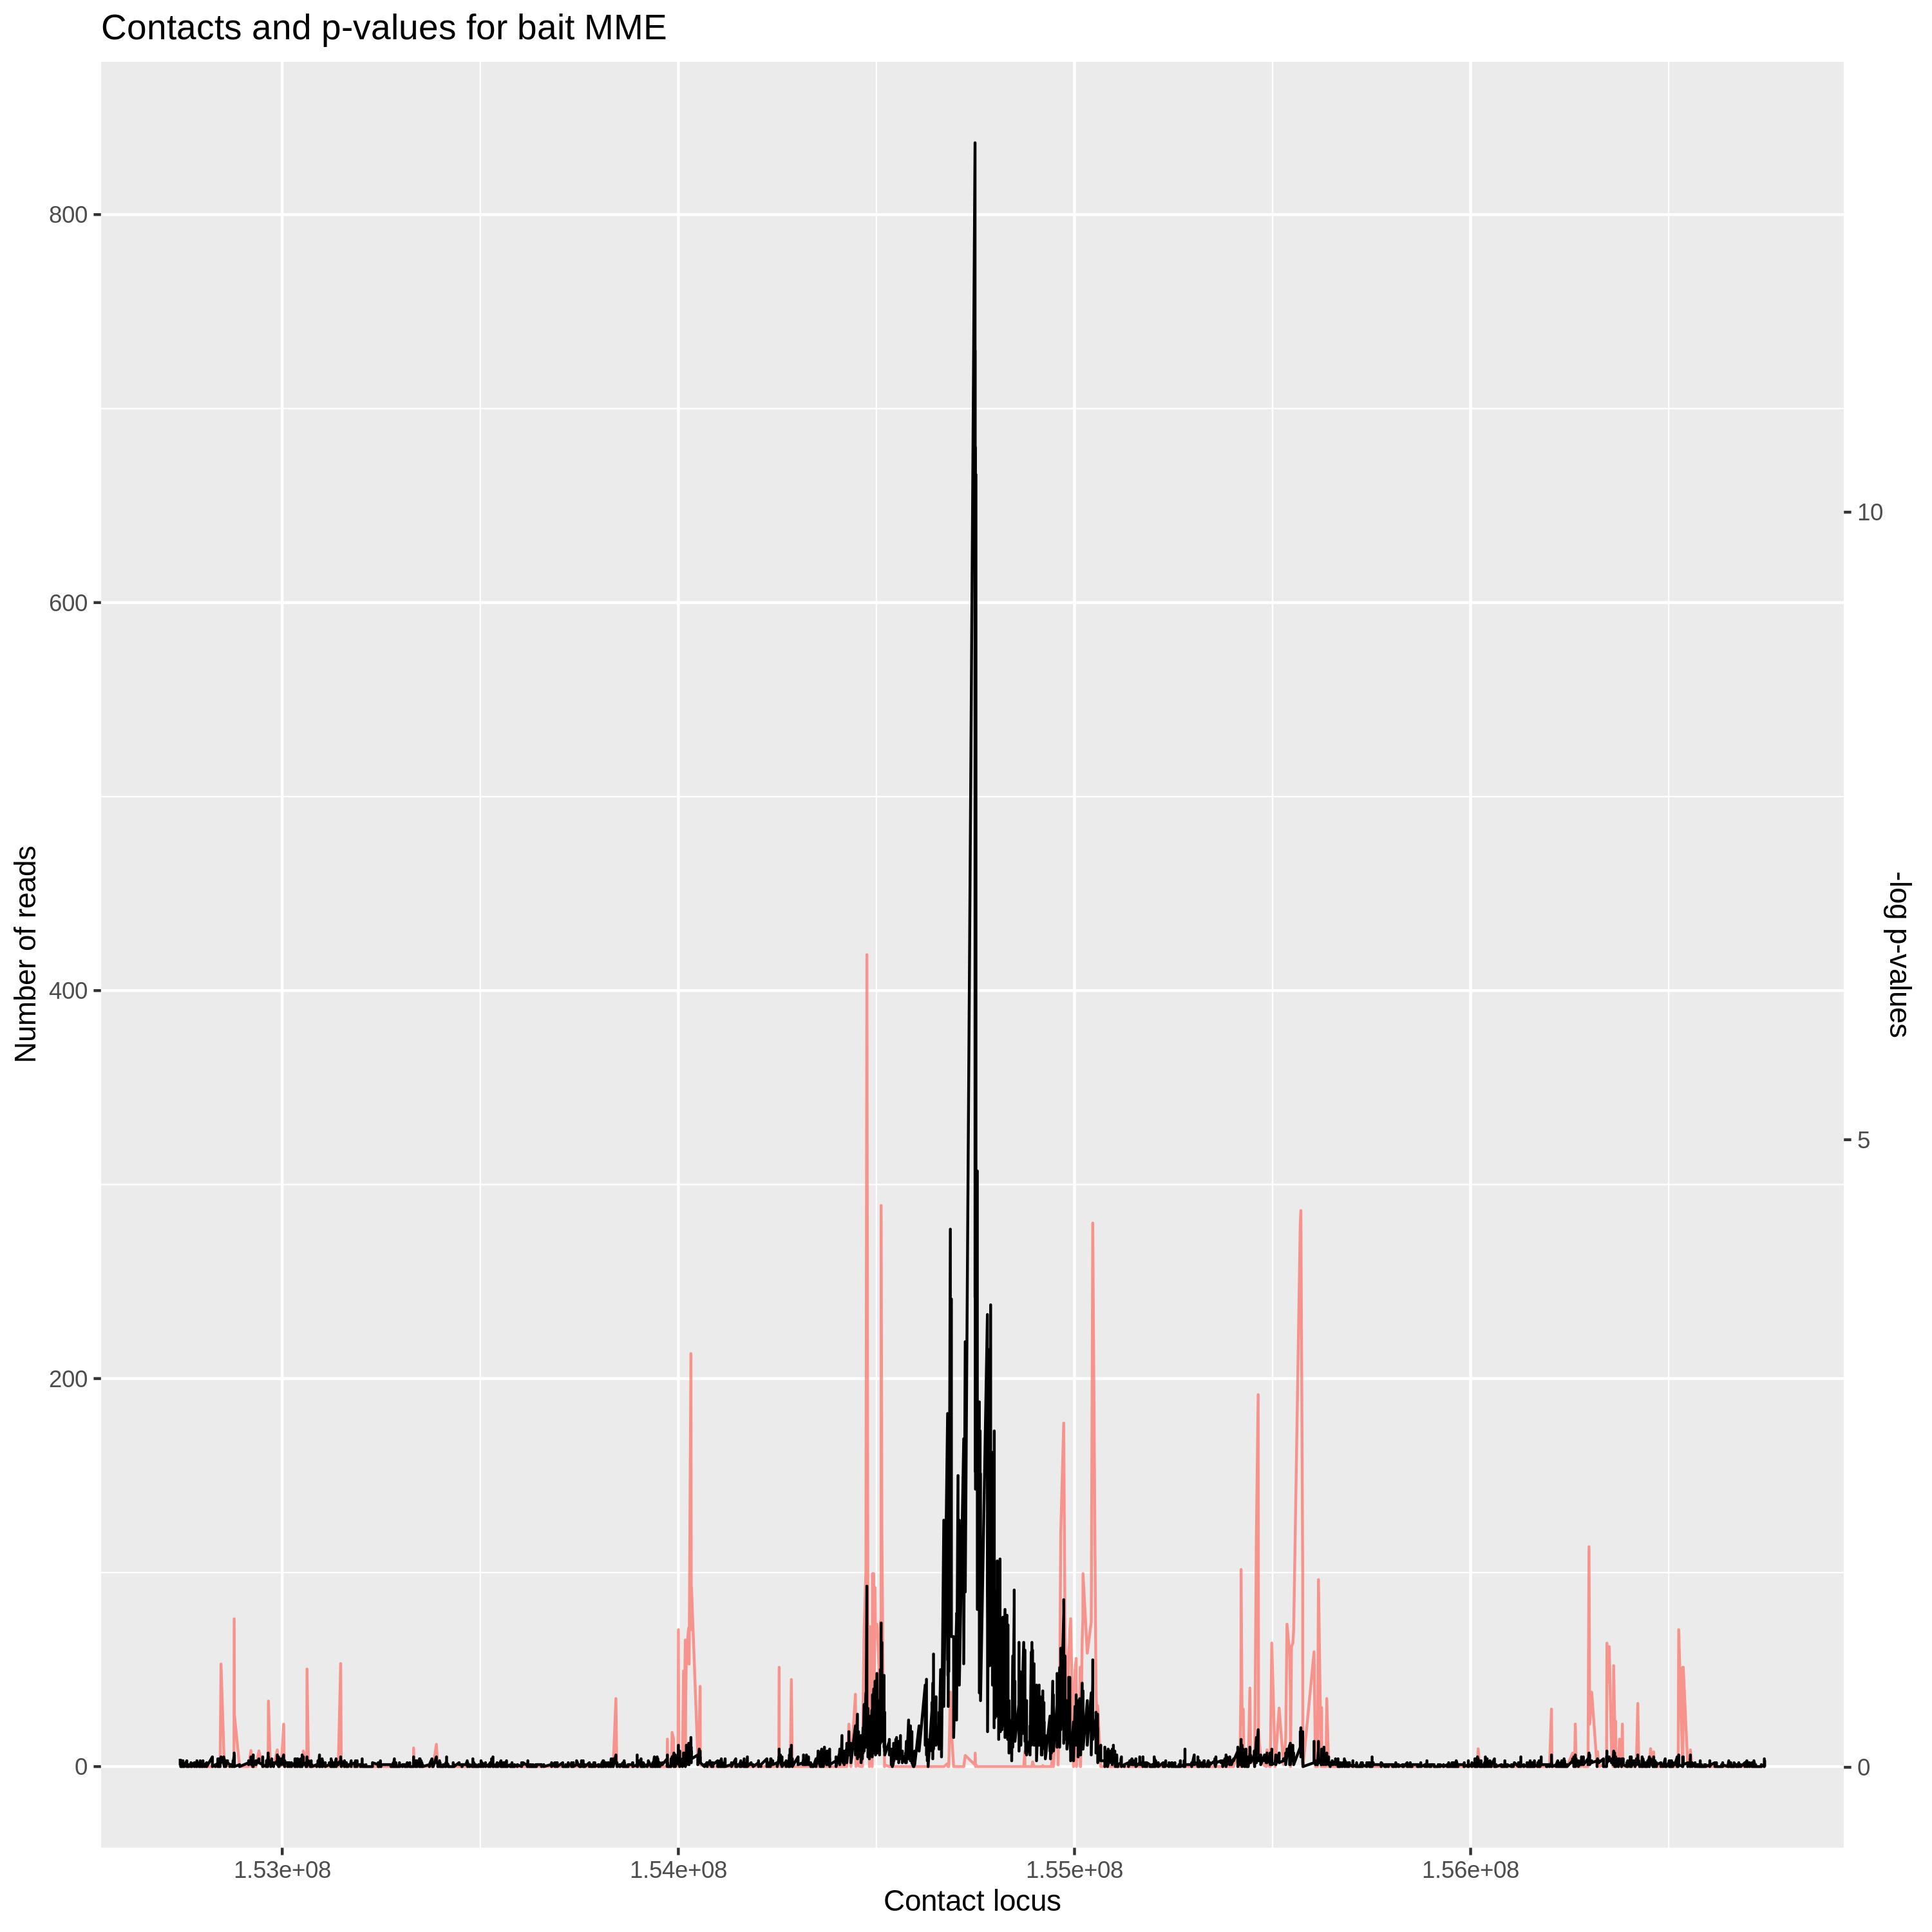 Contacts and p-values for bait MME
800
600
400
200
0
Number of reads
10
5
0
-log p-values
1.53e+08
1.54e+08
1.55e+08
1.56e+08
Contact locus